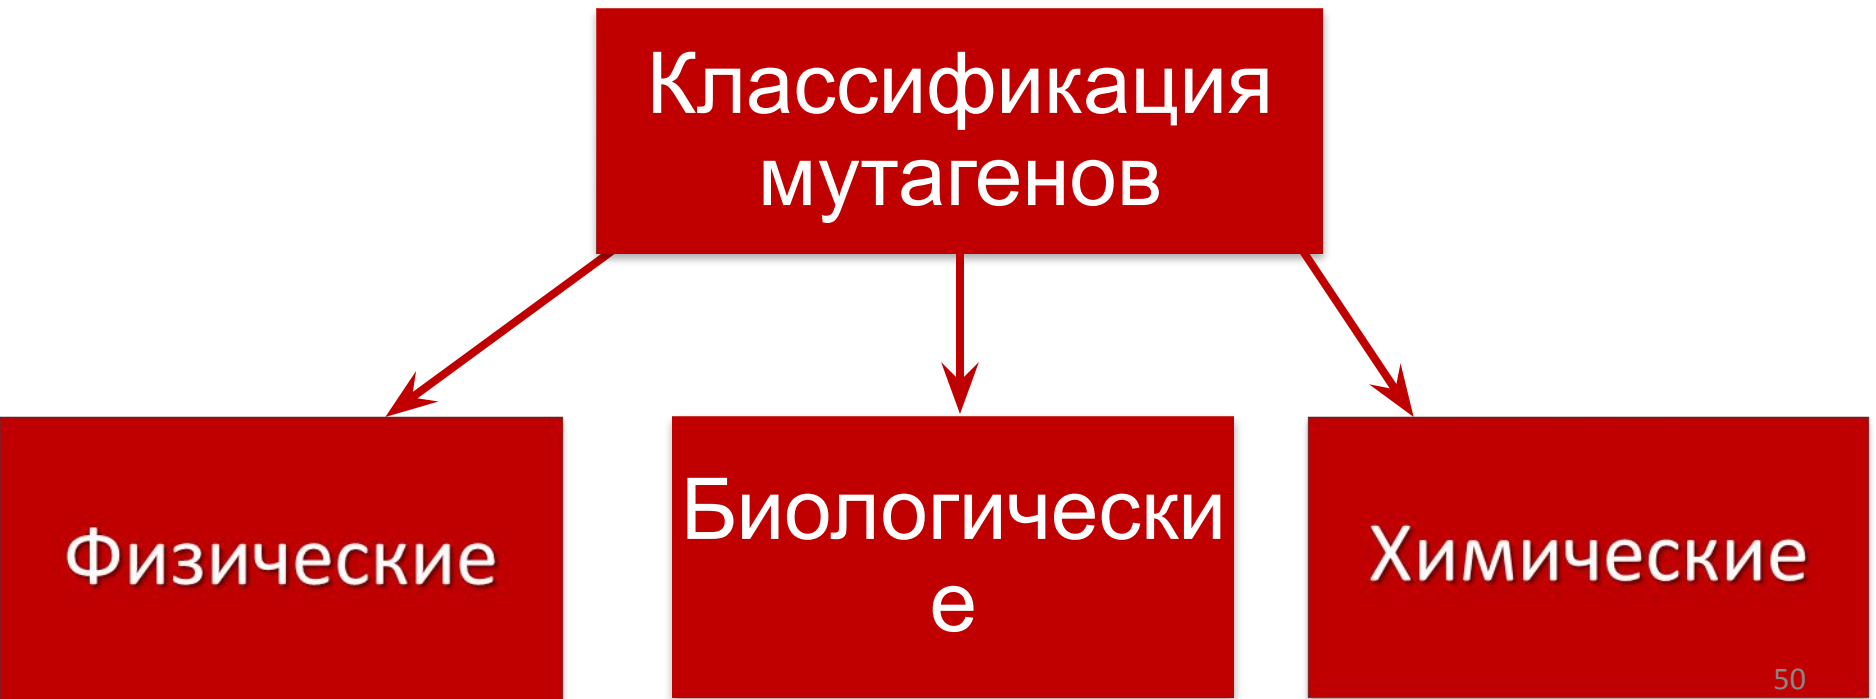 Классификация
мутагенов
Физические
Биологически
е
Химические
50